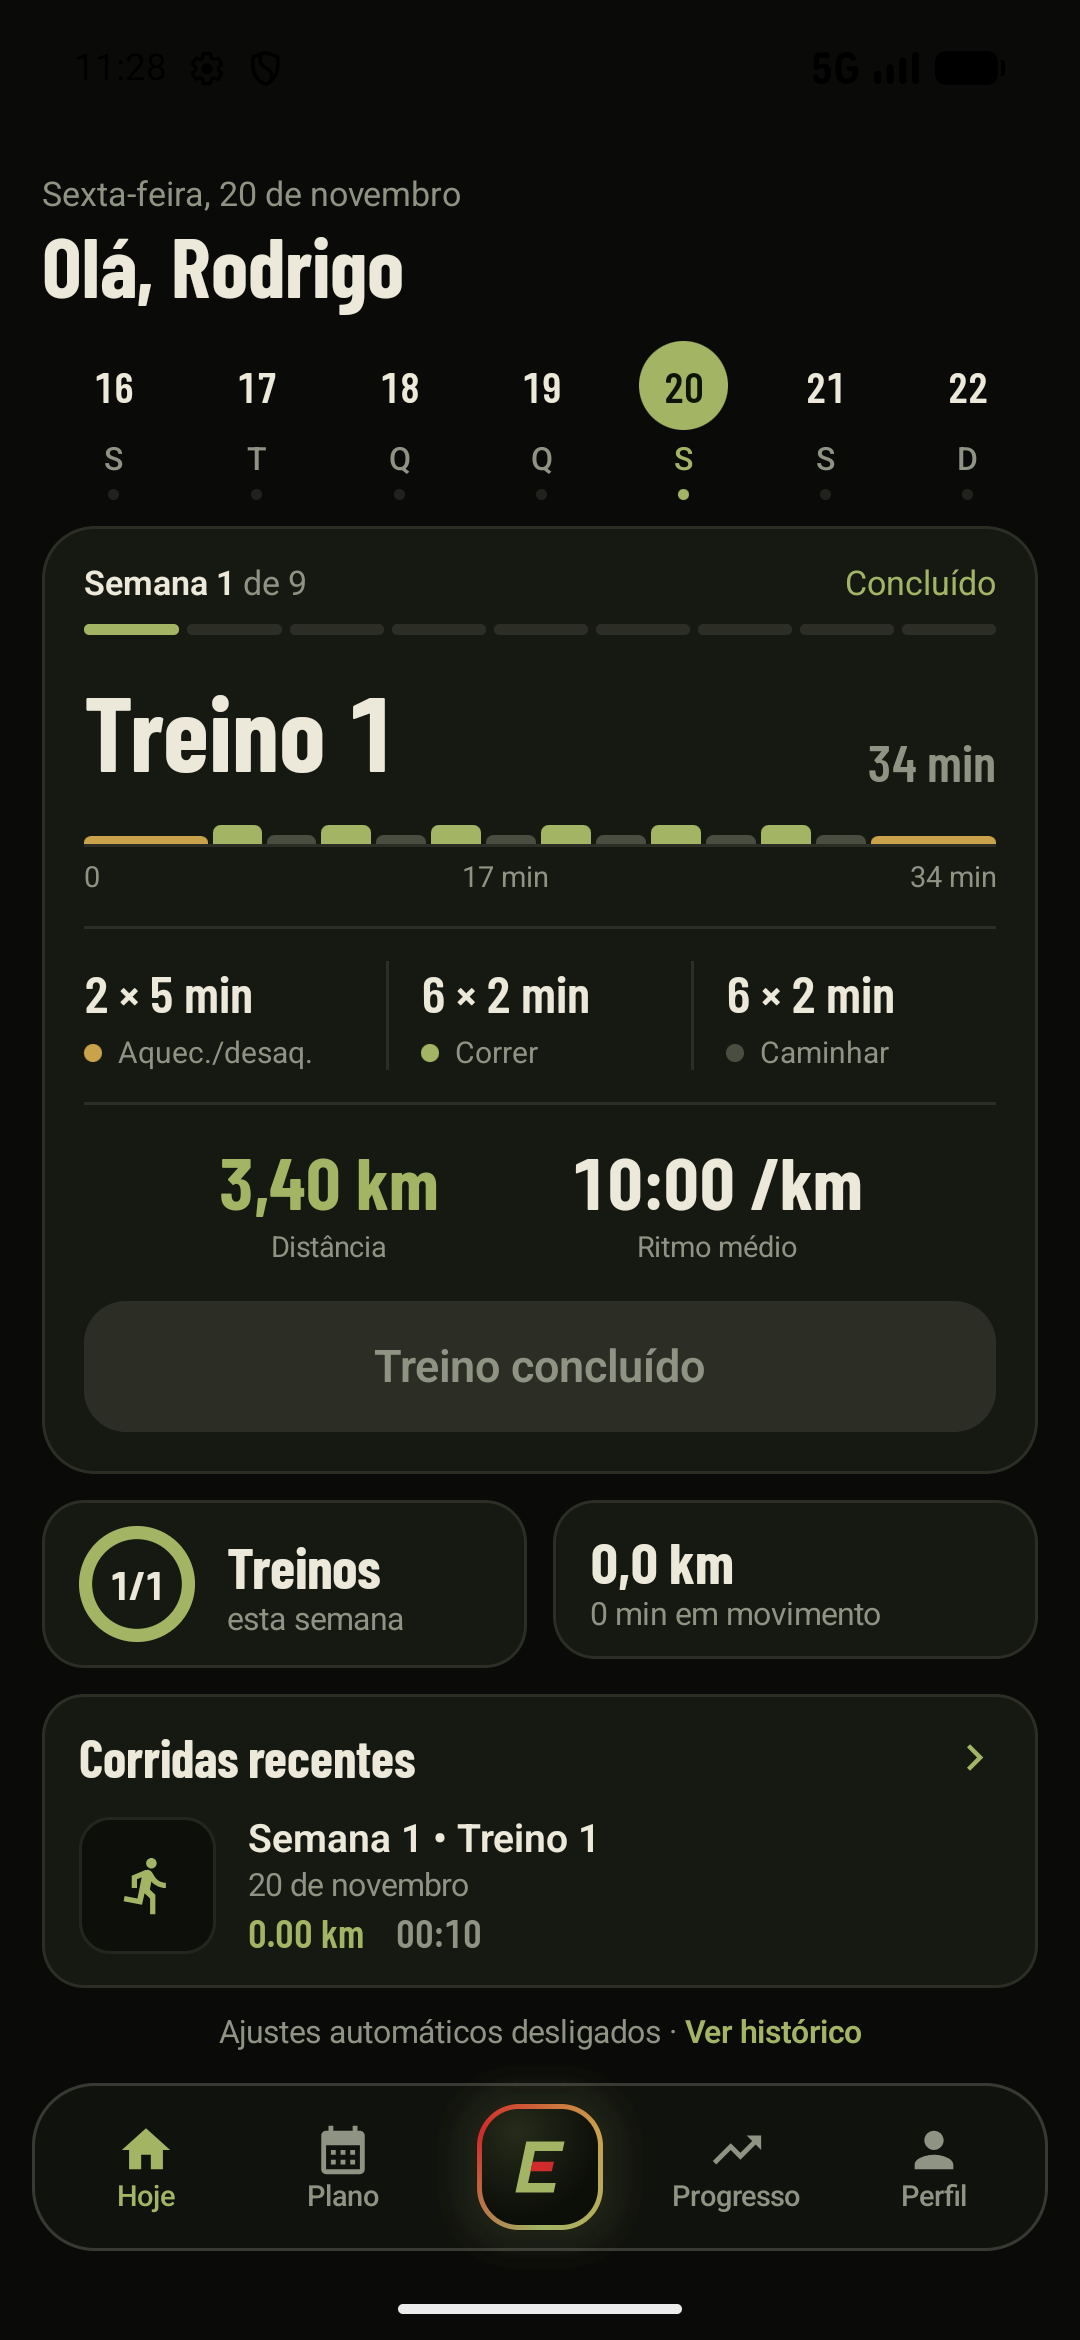 11:28 5G
Sexta-feira, 20 de novembro
Olá, Rodrigo
16 17 18 19 20 21 22
S T Q Q S S D
Semana 1 de 9 Concluído
Treino 1 34 min
0 17 min 34 min
2 × 5 min 6 × 2 min 6 × 2 min
Aquec./desaq. Correr Caminhar
3,40 km 10:00 /km
Distância Ritmo médio
Treino concluído
1/1 Treinos
esta semana
0,0 km
0 min em movimento
Corridas recentes
Semana 1 • Treino 1
20 de novembro
0.00 km 00:10
Ajustes automáticos desligados · Ver histórico
E
Hoje Plano Progresso Perfil